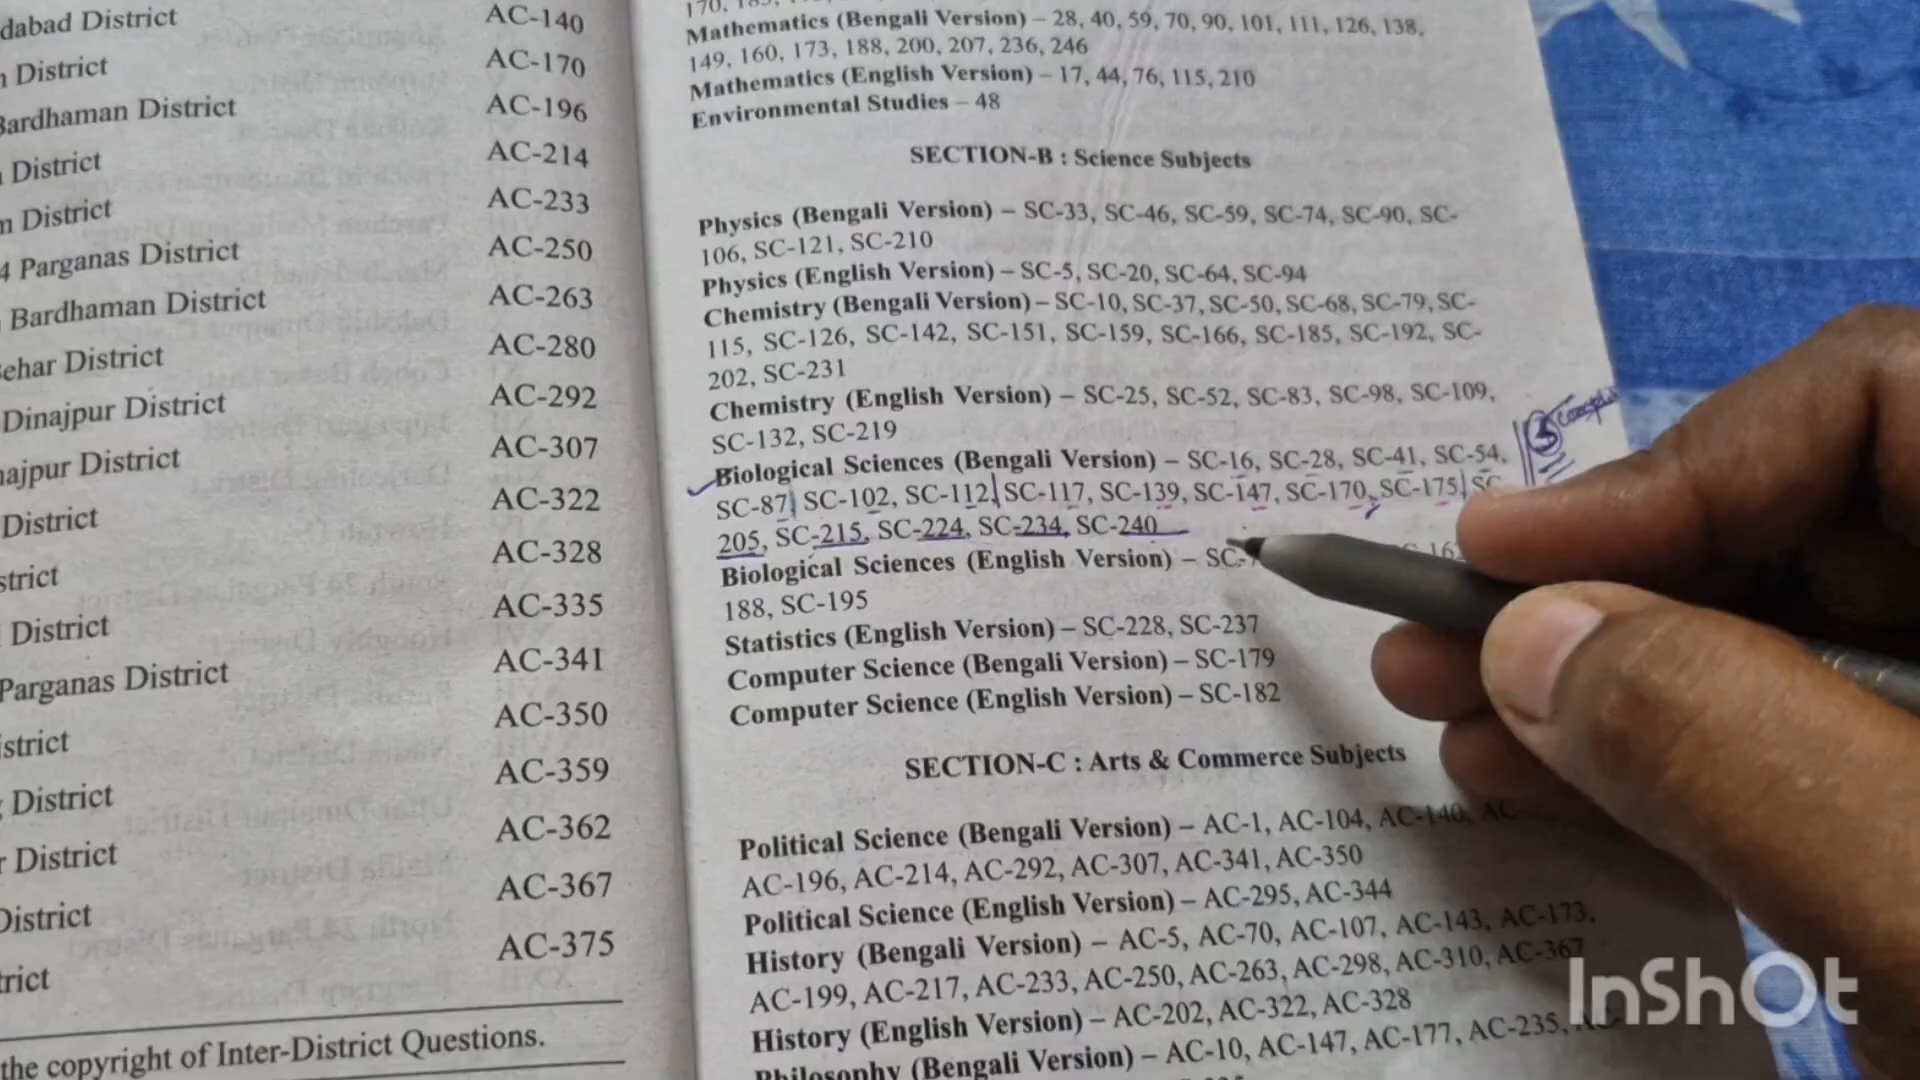 dabad District AC-140
District AC-170
Bardhaman District AC-196
District AC-214
District AC-233
4 Parganas District AC-250
Bardhaman District AC-263
ehar District AC-280
Dinajpur District AC-292
najpur District AC-307
District AC-322
strict AC-328
District AC-335
Parganas District AC-341
istrict AC-350
District AC-359
r District AC-362
District AC-367
trict AC-375
the copyright of Inter-District Questions.
Mathematics (Bengali Version) – 28, 40, 59, 70, 90, 101, 111, 126, 138,
149, 160, 173, 188, 200, 207, 236, 246
Mathematics (English Version) – 17, 44, 76, 115, 210
Environmental Studies – 48
SECTION-B : Science Subjects
Physics (Bengali Version) – SC-33, SC-46, SC-59, SC-74, SC-90, SC-
106, SC-121, SC-210
Physics (English Version) – SC-5, SC-20, SC-64, SC-94
Chemistry (Bengali Version) – SC-10, SC-37, SC-50, SC-68, SC-79, SC-
115, SC-126, SC-142, SC-151, SC-159, SC-166, SC-185, SC-192, SC-
202, SC-231
Chemistry (English Version) – SC-25, SC-52, SC-83, SC-98, SC-109,
SC-132, SC-219
Biological Sciences (Bengali Version) – SC-16, SC-28, SC-41, SC-54,
SC-87, SC-102, SC-112, SC-117, SC-139, SC-147, SC-170, SC-175, SC
205, SC-215, SC-224, SC-234, SC-240
Biological Sciences (English Version) – SC-
188, SC-195
Statistics (English Version) – SC-228, SC-237
Computer Science (Bengali Version) – SC-179
Computer Science (English Version) – SC-182
SECTION-C : Arts & Commerce Subjects
Political Science (Bengali Version) – AC-1, AC-104, AC-140, AC-
AC-196, AC-214, AC-292, AC-307, AC-341, AC-350
Political Science (English Version) – AC-295, AC-344
History (Bengali Version) – AC-5, AC-70, AC-107, AC-143, AC-173,
AC-199, AC-217, AC-233, AC-250, AC-263, AC-298, AC-310, AC-367
History (English Version) – AC-202, AC-322, AC-328
Philosophy (Bengali Version) – AC-10, AC-147, AC-177, AC-235,
InShOt